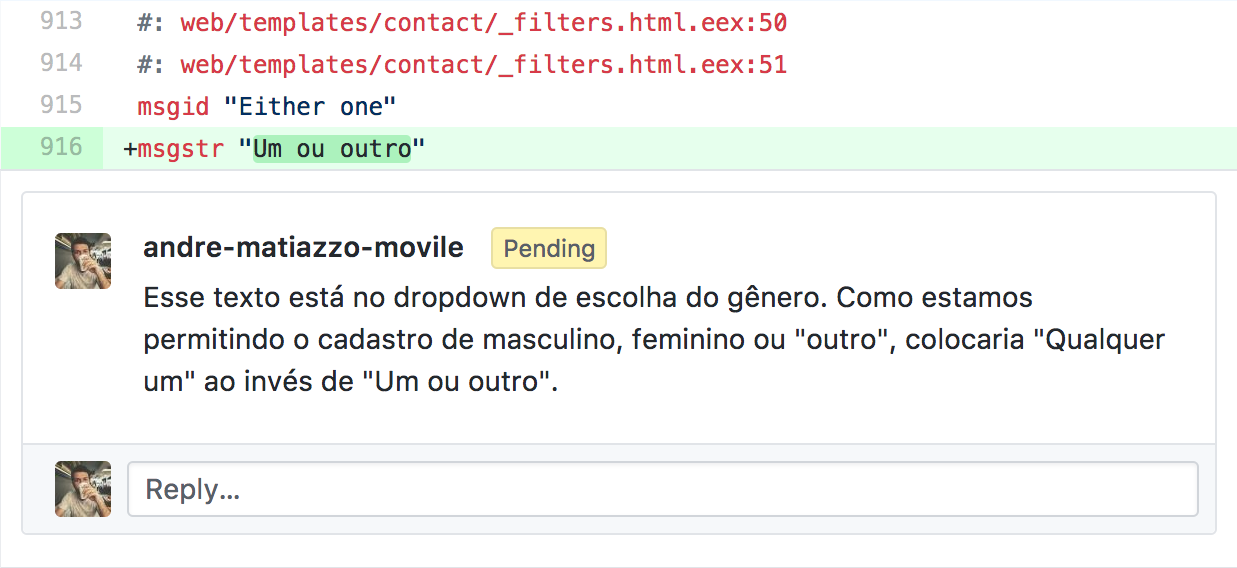 913 #: web/templates/contact/_filters.html.eex:50
914 #: web/templates/contact/_filters.html.eex:51
915 msgid "Either one"
916 +msgstr "Um ou outro"
andre-matiazzo-movile Pending
Esse texto está no dropdown de escolha do gênero. Como estamos
permitindo o cadastro de masculino, feminino ou "outro", colocaria "Qualquer
um" ao invés de "Um ou outro".
Reply...